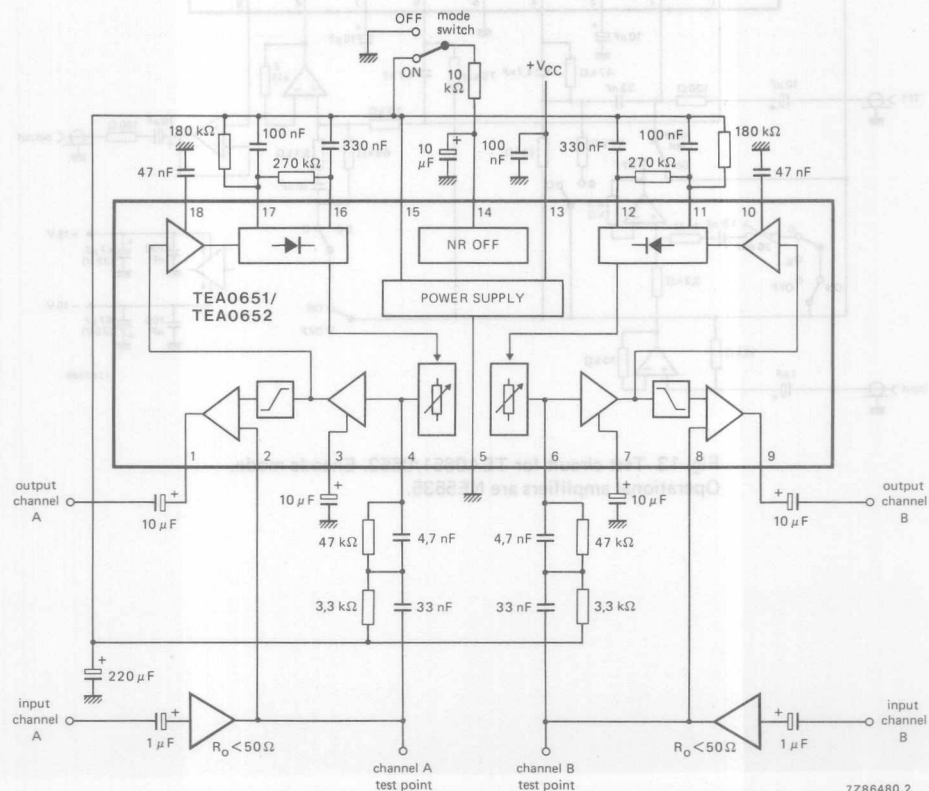 OFF
mode
switch
ON
10
kΩ
+VCC
180 kΩ
100 nF
330 nF
10
μF
100
nF
330 nF
100 nF
180 kΩ
47 nF
270 kΩ
270 kΩ
47 nF
18
17
16
15
14
13
12
11
10
NR OFF
POWER SUPPLY
TEA0651/
TEA0652
1
2
3
4
5
6
7
8
9
output
channel
A
10 μF
10 μF
47 kΩ
4,7 nF
4,7 nF
47 kΩ
10 μF
10 μF
output
channel
B
3,3 kΩ
33 nF
33 nF
3,3 kΩ
220 μF
input
channel
A
1 μF
Ro<50Ω
Ro<50Ω
1 μF
input
channel
B
channel A
test point
channel B
test point
7Z86480.2